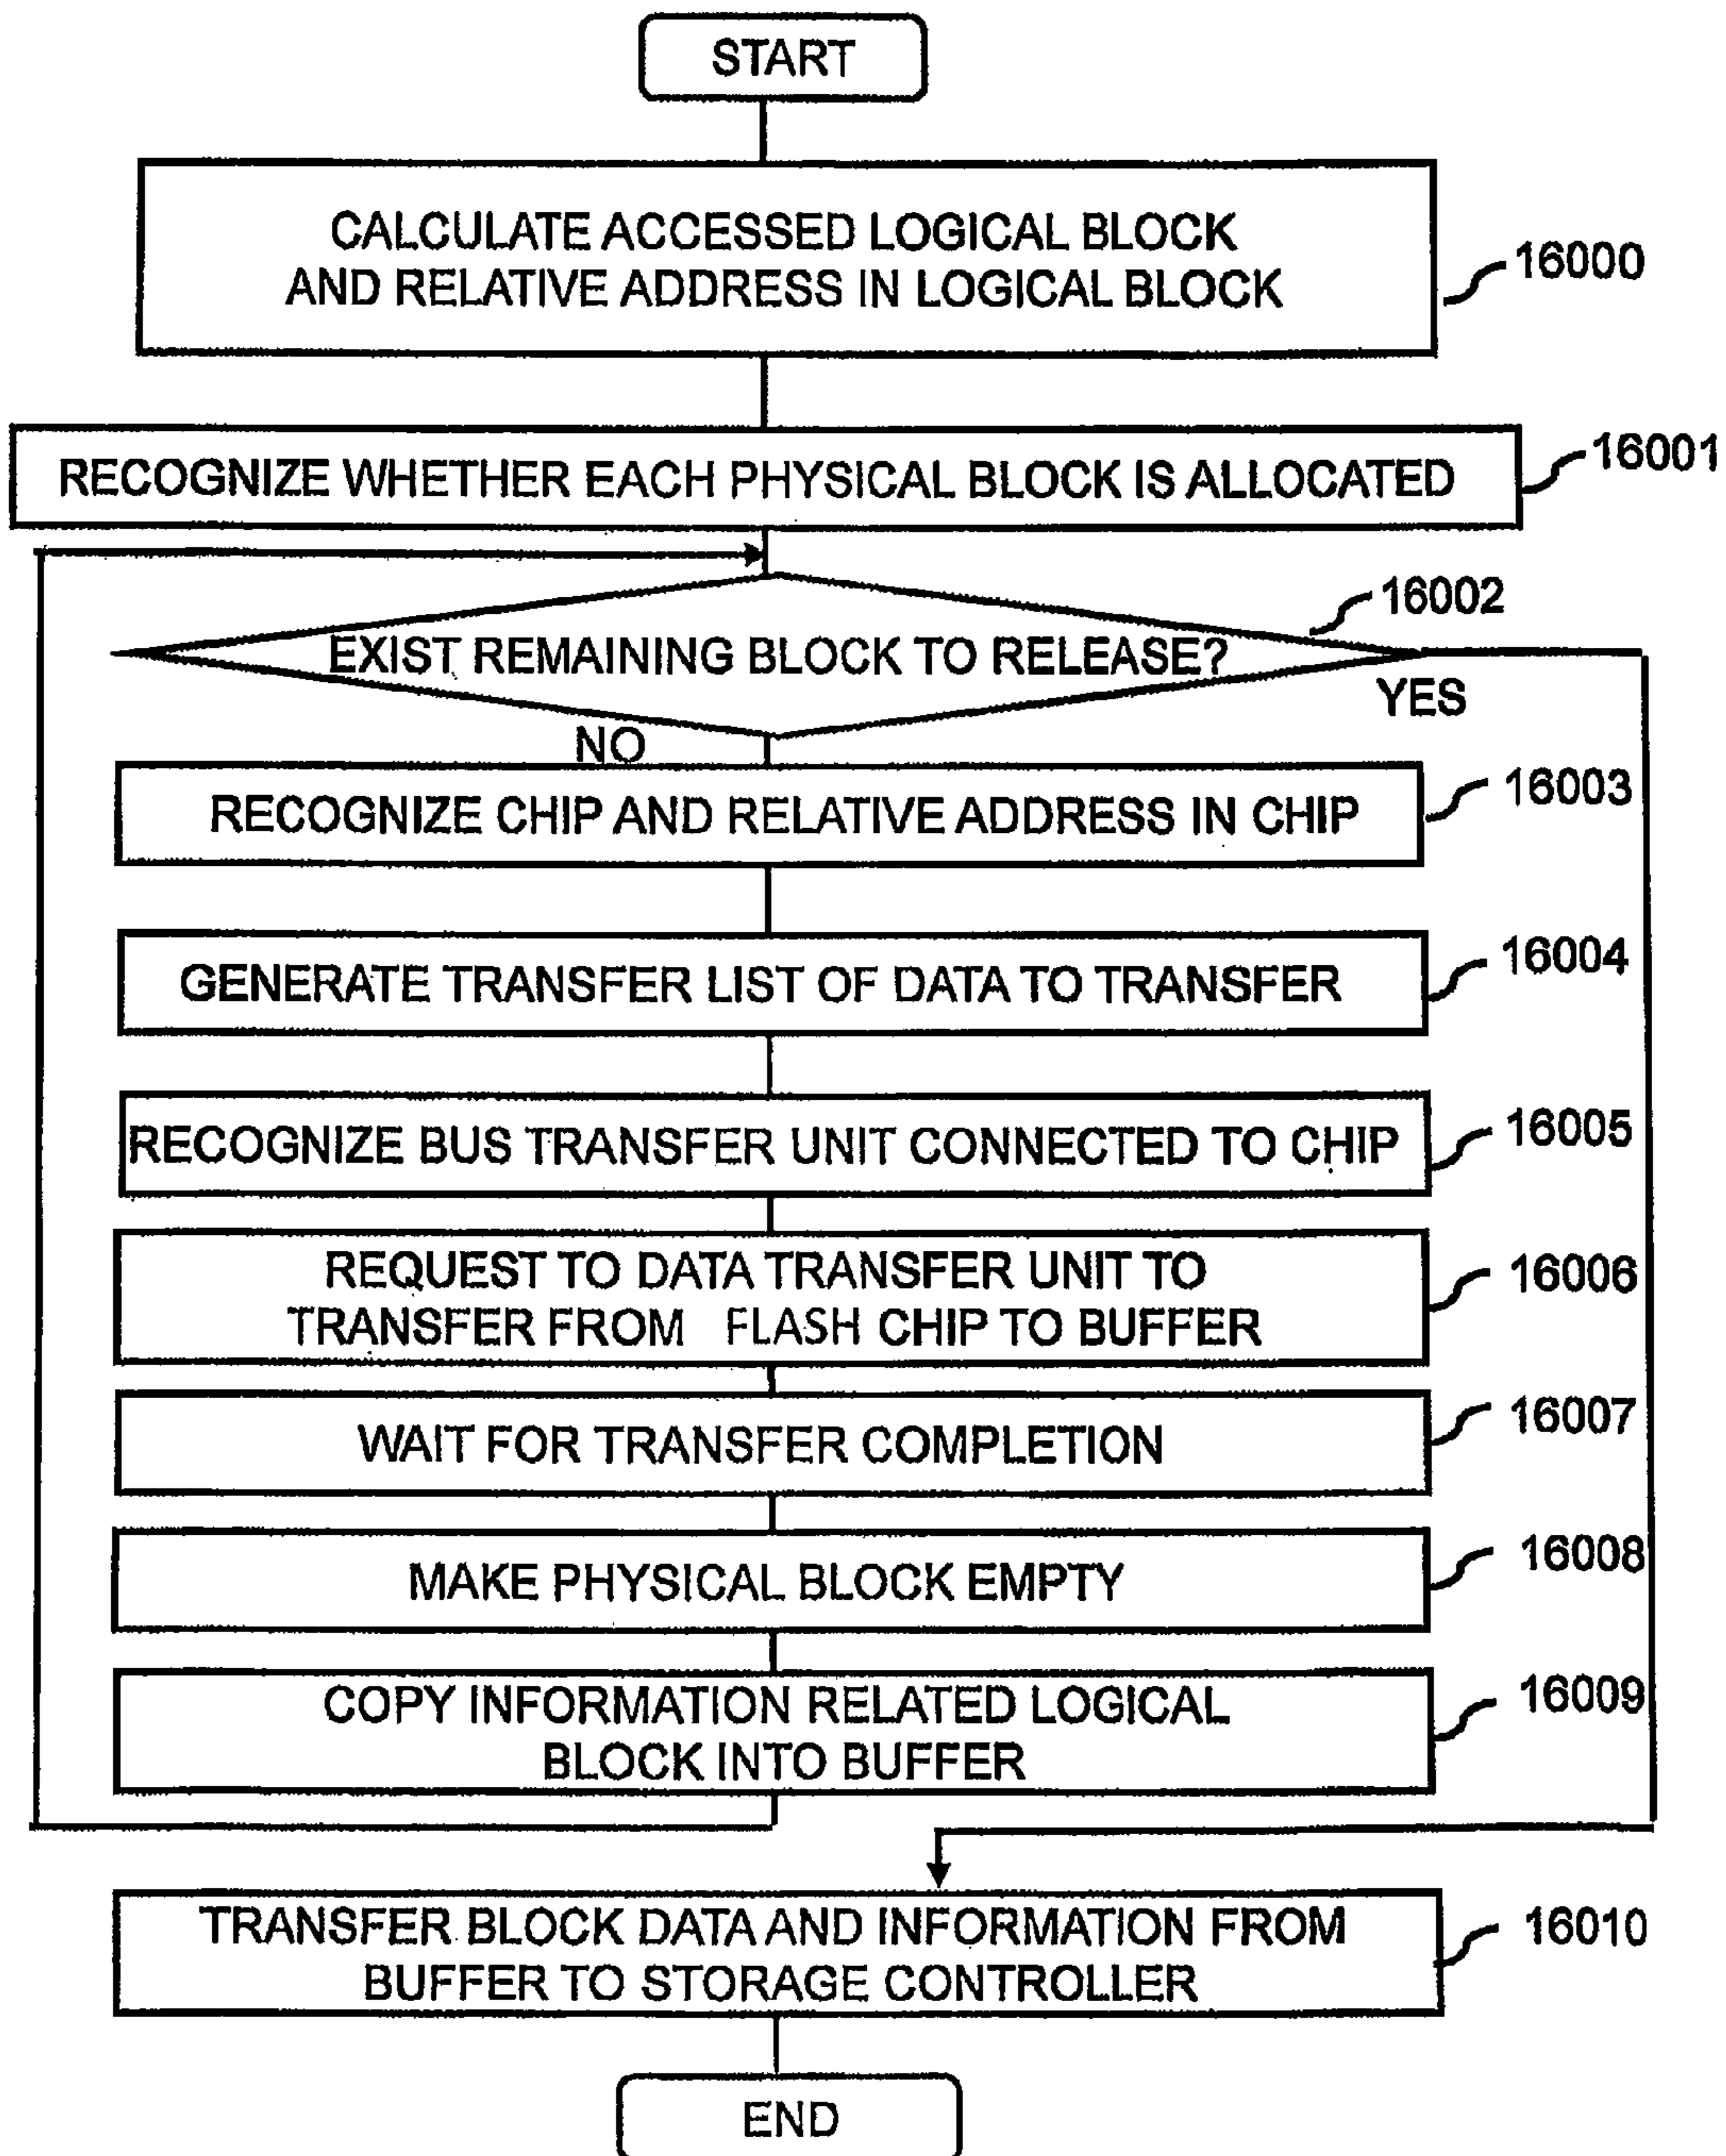 START
CALCULATE ACCESSED LOGICAL BLOCK
AND RELATIVE ADDRESS IN LOGICAL BLOCK
16000
RECOGNIZE WHETHER EACH PHYSICAL BLOCK IS ALLOCATED
16001
EXIST REMAINING BLOCK TO RELEASE?
16002
YES
NO
RECOGNIZE CHIP AND RELATIVE ADDRESS IN CHIP
16003
GENERATE TRANSFER LIST OF DATA TO TRANSFER
16004
RECOGNIZE BUS TRANSFER UNIT CONNECTED TO CHIP
16005
REQUEST TO DATA TRANSFER UNIT TO
TRANSFER FROM FLASH CHIP TO BUFFER
16006
WAIT FOR TRANSFER COMPLETION
16007
MAKE PHYSICAL BLOCK EMPTY
16008
COPY INFORMATION RELATED LOGICAL
BLOCK INTO BUFFER
16009
TRANSFER BLOCK DATA AND INFORMATION FROM
BUFFER TO STORAGE CONTROLLER
16010
END